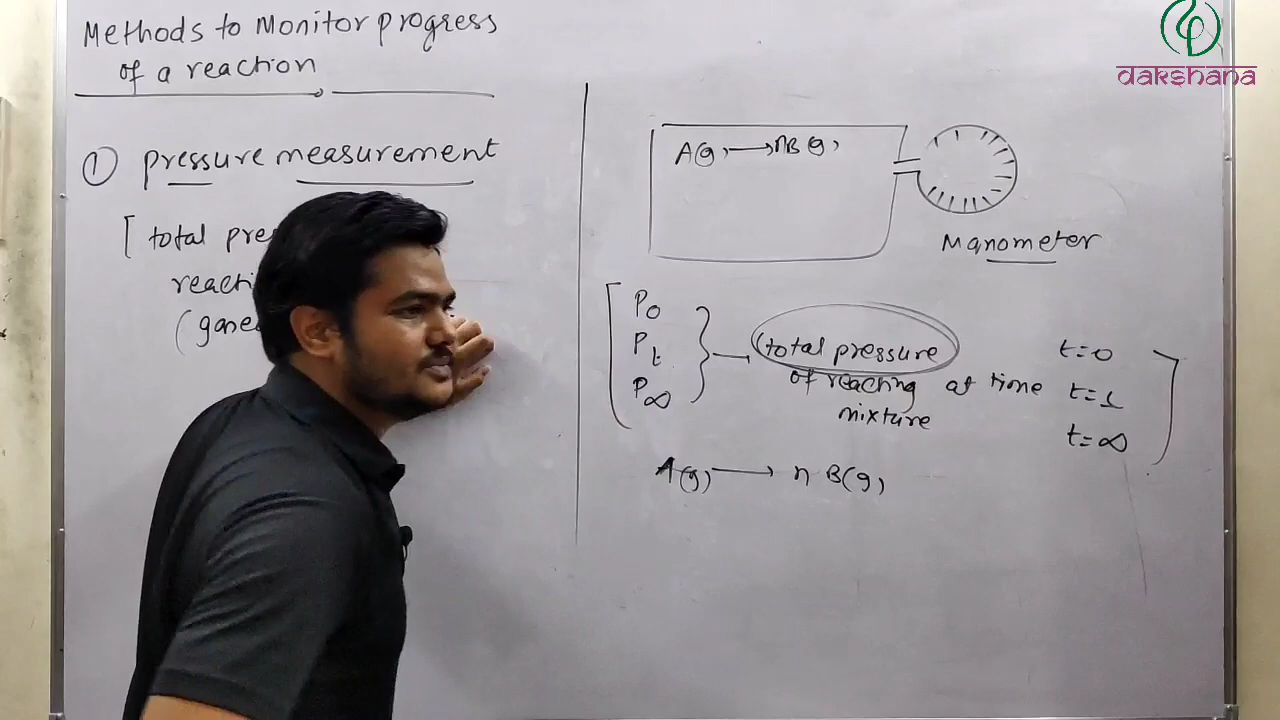 Methods to Monitor progress
of a reaction
① pressure measurement
[ total pre
reacti
(gase
dakshana
A(g) → nB(g)
Manometer
P₀
Pₜ
P∞
(total pressure
of reacting at time
mixture
t=0
t=t
t=∞
A(g) → n B(g)